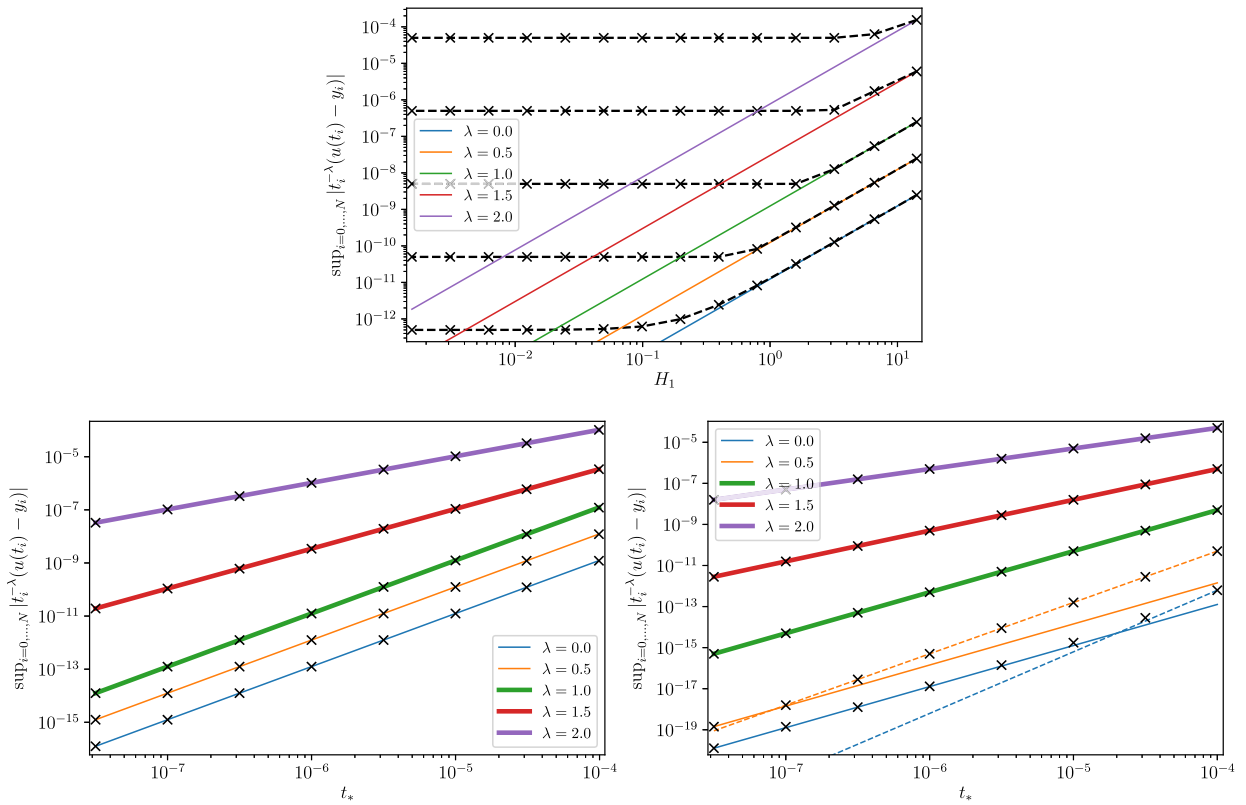 10⁻⁴
10⁻⁵
10⁻⁶
10⁻⁷
10⁻⁸
10⁻⁹
10⁻¹⁰
10⁻¹¹
10⁻¹²
sup_{i=0,...,N} |t_i^{-λ}(u(t_i) − y_i)|
λ = 0.0
λ = 0.5
λ = 1.0
λ = 1.5
λ = 2.0
10⁻² 10⁻¹ 10⁰ 10¹
H₁
10⁻⁵
10⁻⁷
10⁻⁹
10⁻¹¹
10⁻¹³
10⁻¹⁵
sup_{i=0,...,N} |t_i^{-λ}(u(t_i) − y_i)|
λ = 0.0
λ = 0.5
λ = 1.0
λ = 1.5
λ = 2.0
10⁻⁷ 10⁻⁶ 10⁻⁵ 10⁻⁴
t_*
10⁻⁵
10⁻⁷
10⁻⁹
10⁻¹¹
10⁻¹³
10⁻¹⁵
10⁻¹⁷
10⁻¹⁹
sup_{i=0,...,N} |t_i^{-λ}(u(t_i) − y_i)|
λ = 0.0
λ = 0.5
λ = 1.0
λ = 1.5
λ = 2.0
10⁻⁷ 10⁻⁶ 10⁻⁵ 10⁻⁴
t_*